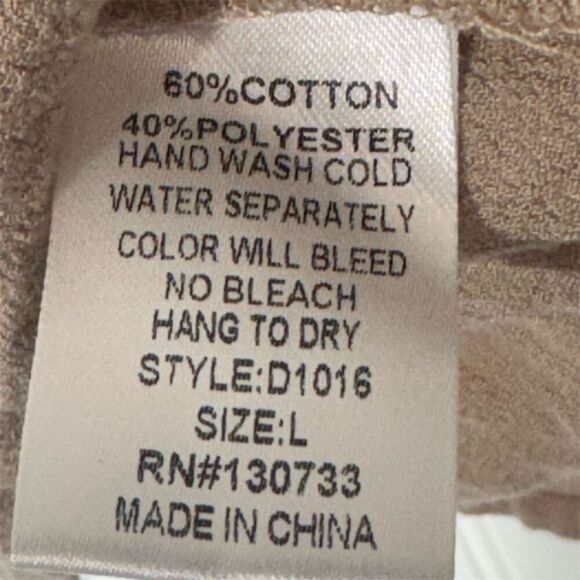 60%COTTON
40%POLYESTER
HAND WASH COLD
WATER SEPARATELY
COLOR WILL BLEED
NO BLEACH
HANG TO DRY
STYLE:D1016
SIZE:L
RN#130733
MADE IN CHINA